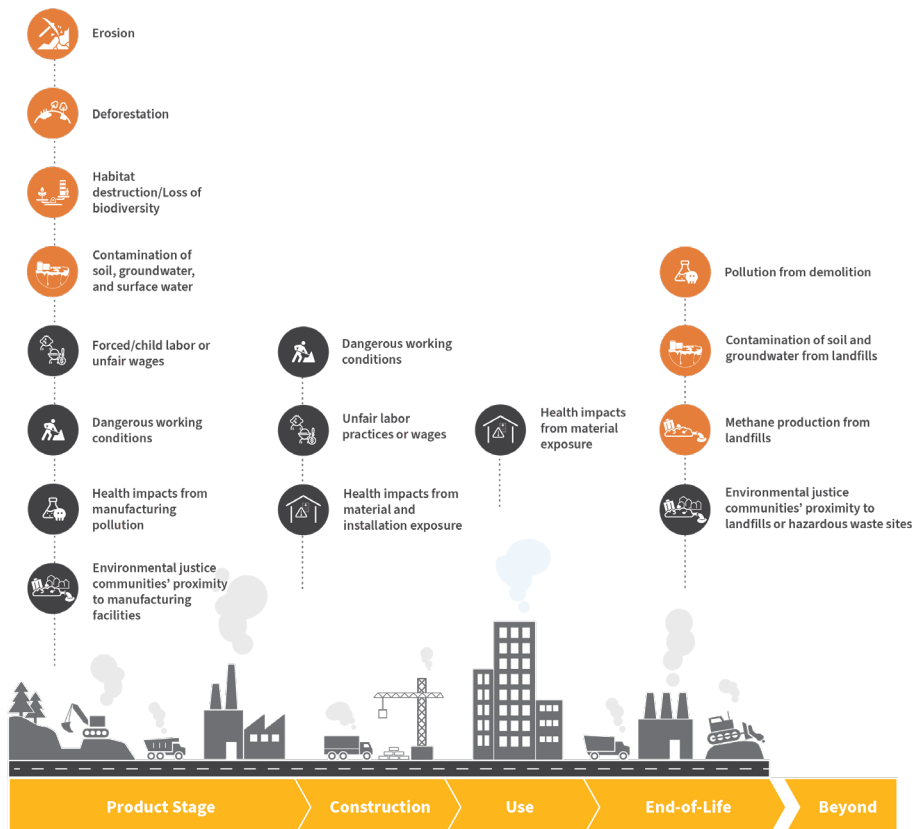 Erosion
Deforestation
Habitat
destruction/Loss of
biodiversity
Contamination of
soil, groundwater,
and surface water
Forced/child labor or
unfair wages
Dangerous working
conditions
Health impacts from
manufacturing
pollution
Environmental justice
communities’ proximity
to manufacturing
facilities
Dangerous working
conditions
Unfair labor
practices or wages
Health impacts from
material and
installation exposure
Health impacts
from material
exposure
Pollution from demolition
Contamination of soil and
groundwater from landfills
Methane production from
landfills
Environmental justice
communities’ proximity to
landfills or hazardous waste sites
Product Stage
Construction
Use
End-of-Life
Beyond